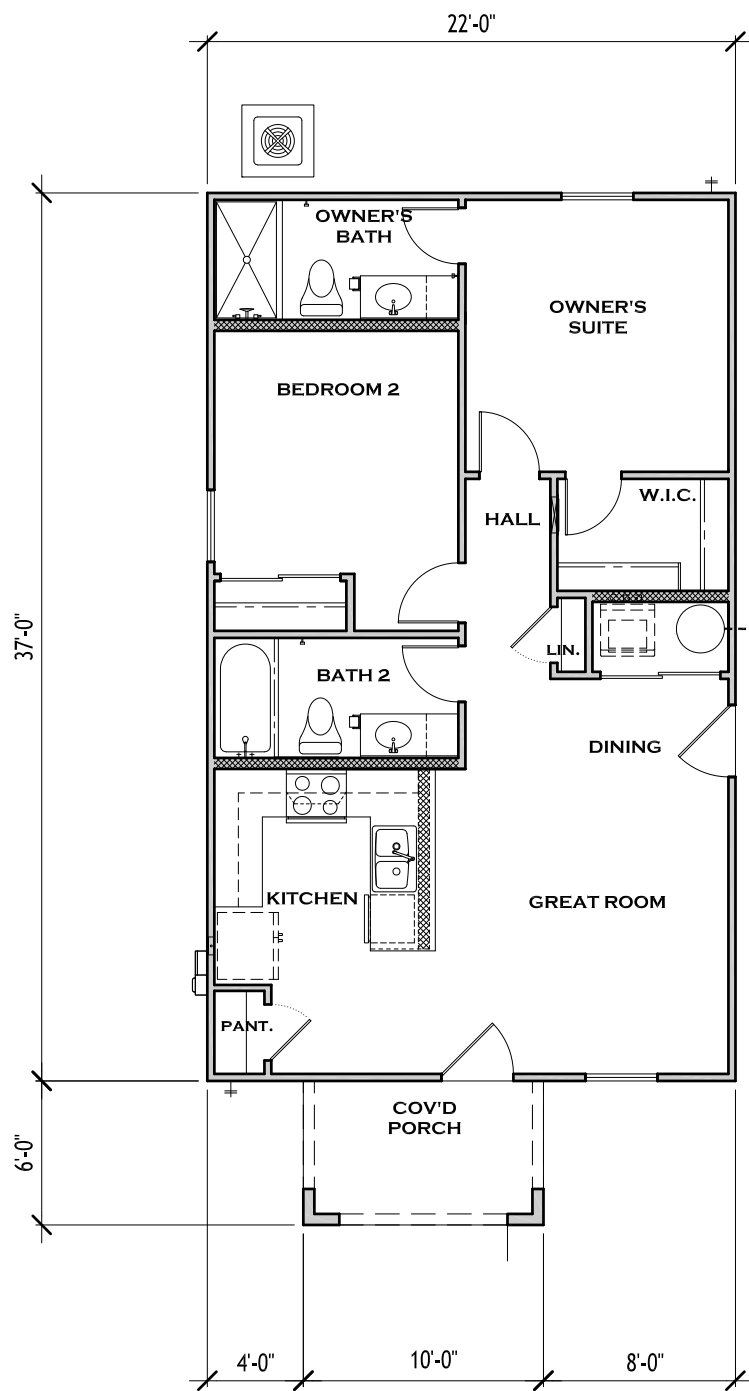 22'-0"
OWNER'S
BATH
OWNER'S
SUITE
BEDROOM 2
W.I.C.
HALL
37'-0"
LIN.
BATH 2
DINING
KITCHEN
GREAT ROOM
PANT.
COV'D
PORCH
6'-0"
4'-0"
10'-0"
8'-0"